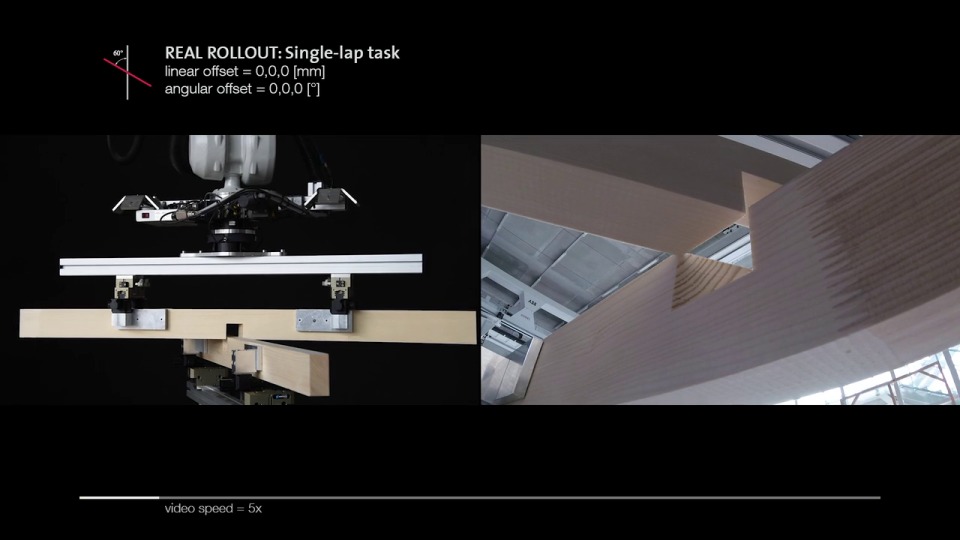 60°
REAL ROLLOUT: Single-lap task
linear offset = 0,0,0 [mm]
angular offset = 0,0,0 [°]
ABB
video speed = 5x